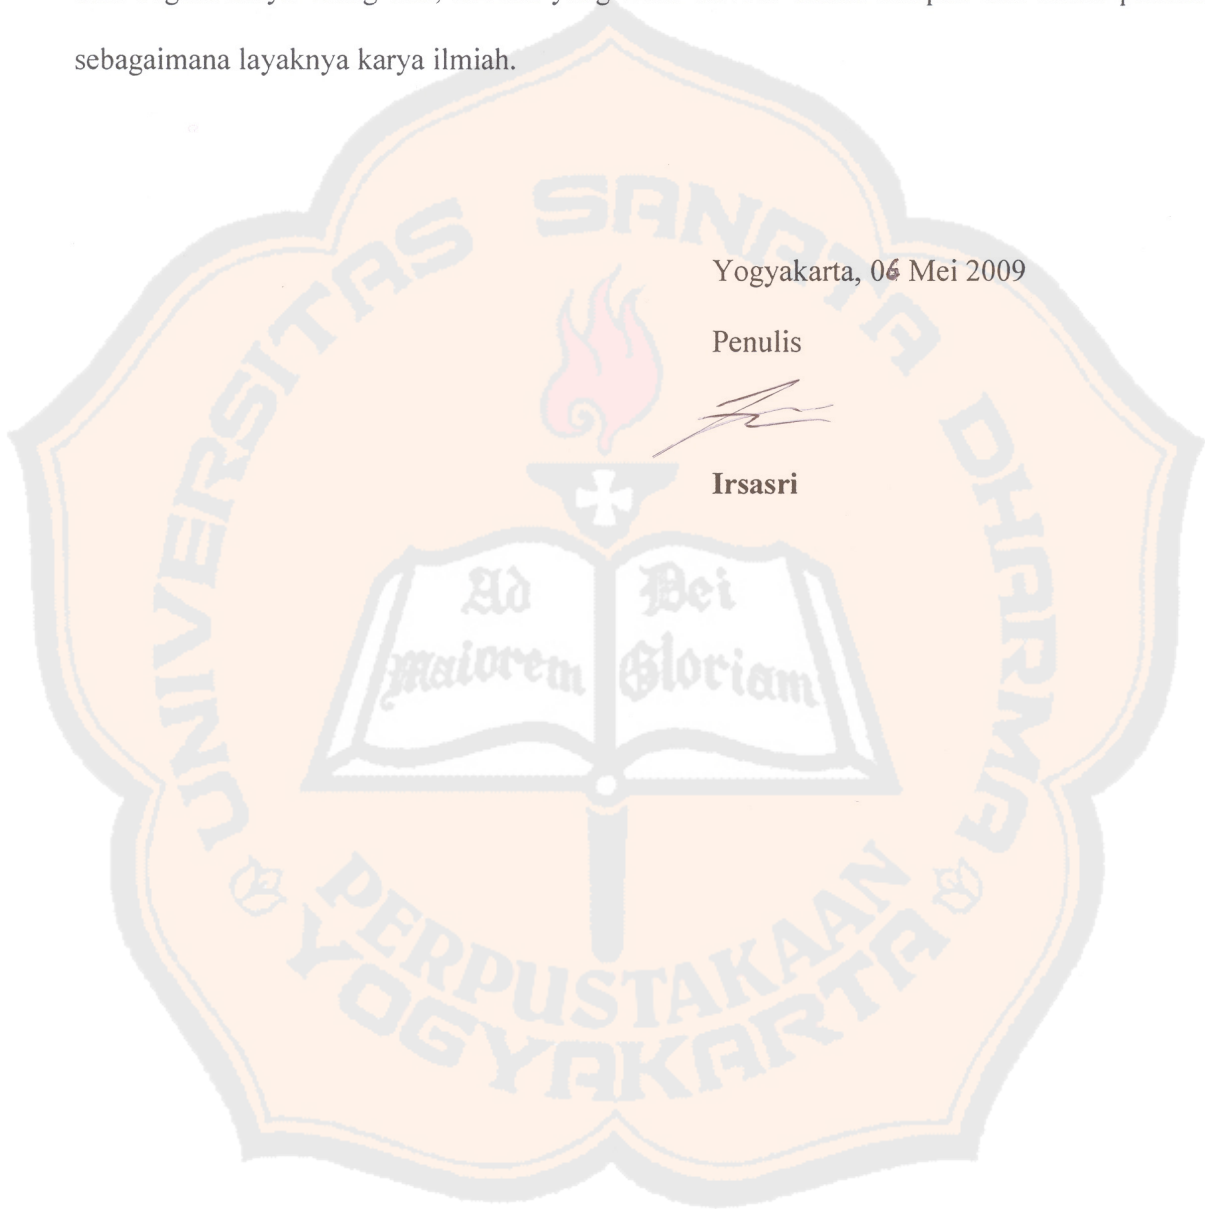 sebagaimana layaknya karya ilmiah.
Yogyakarta, 06 Mei 2009
Penulis
Irsasri
UNIVERSITAS SANATA DHARMA
Ad Dei
Maiorem Gloriam
PERPUSTAKAAN
YOGYAKARTA